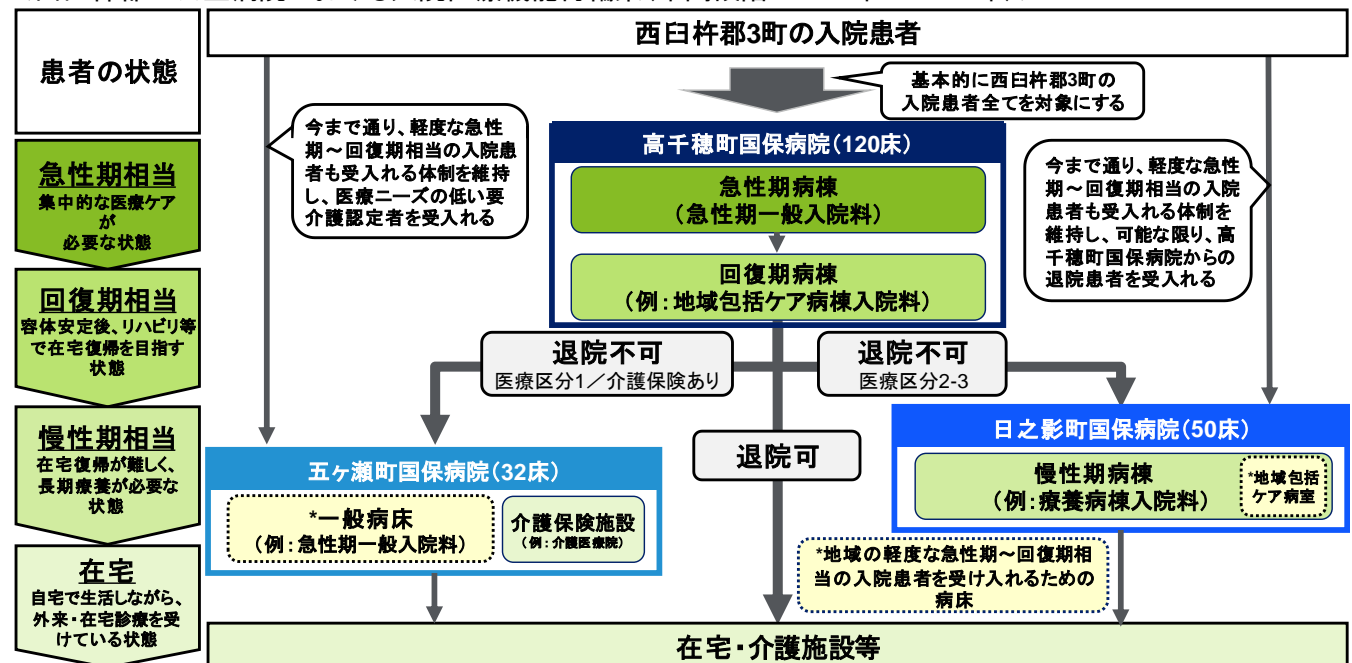 西臼杵郡3町の入院患者
患者の状態
基本的に西臼杵郡3町の
入院患者全てを対象にする
今まで通り、軽度な急性
期～回復期相当の入院患
者も受入れる体制を維持
し、医療ニーズの低い要
介護認定者を受入れる
高千穂町国保病院（120床）
急性期病棟
（急性期一般入院料）
回復期病棟
（例：地域包括ケア病棟入院料）
今まで通り、軽度な急性
期～回復期相当の入院
患者も受入れる体制を
維持し、可能な限り、高
千穂町国保病院からの
退院患者を受入れる
急性期相当
集中的な医療ケア
が
必要な状態
回復期相当
容体安定後、リハビリ等
で在宅復帰を目指す
状態
退院不可
医療区分1／介護保険あり
退院不可
医療区分2-3
慢性期相当
在宅復帰が難しく、
長期療養が必要な
状態
退院可
五ヶ瀬町国保病院（32床）
*一般病床
（例：急性期一般入院料）
介護保険施設
（例：介護医療院）
日之影町国保病院（50床）
慢性期病棟
（例：療養病棟入院料）
*地域包括
ケア病室
*地域の軽度な急性期～回復期相
当の入院患者を受け入れるための
病床
在宅
自宅で生活しながら、
外来・在宅診療を受
けている状態
在宅・介護施設等